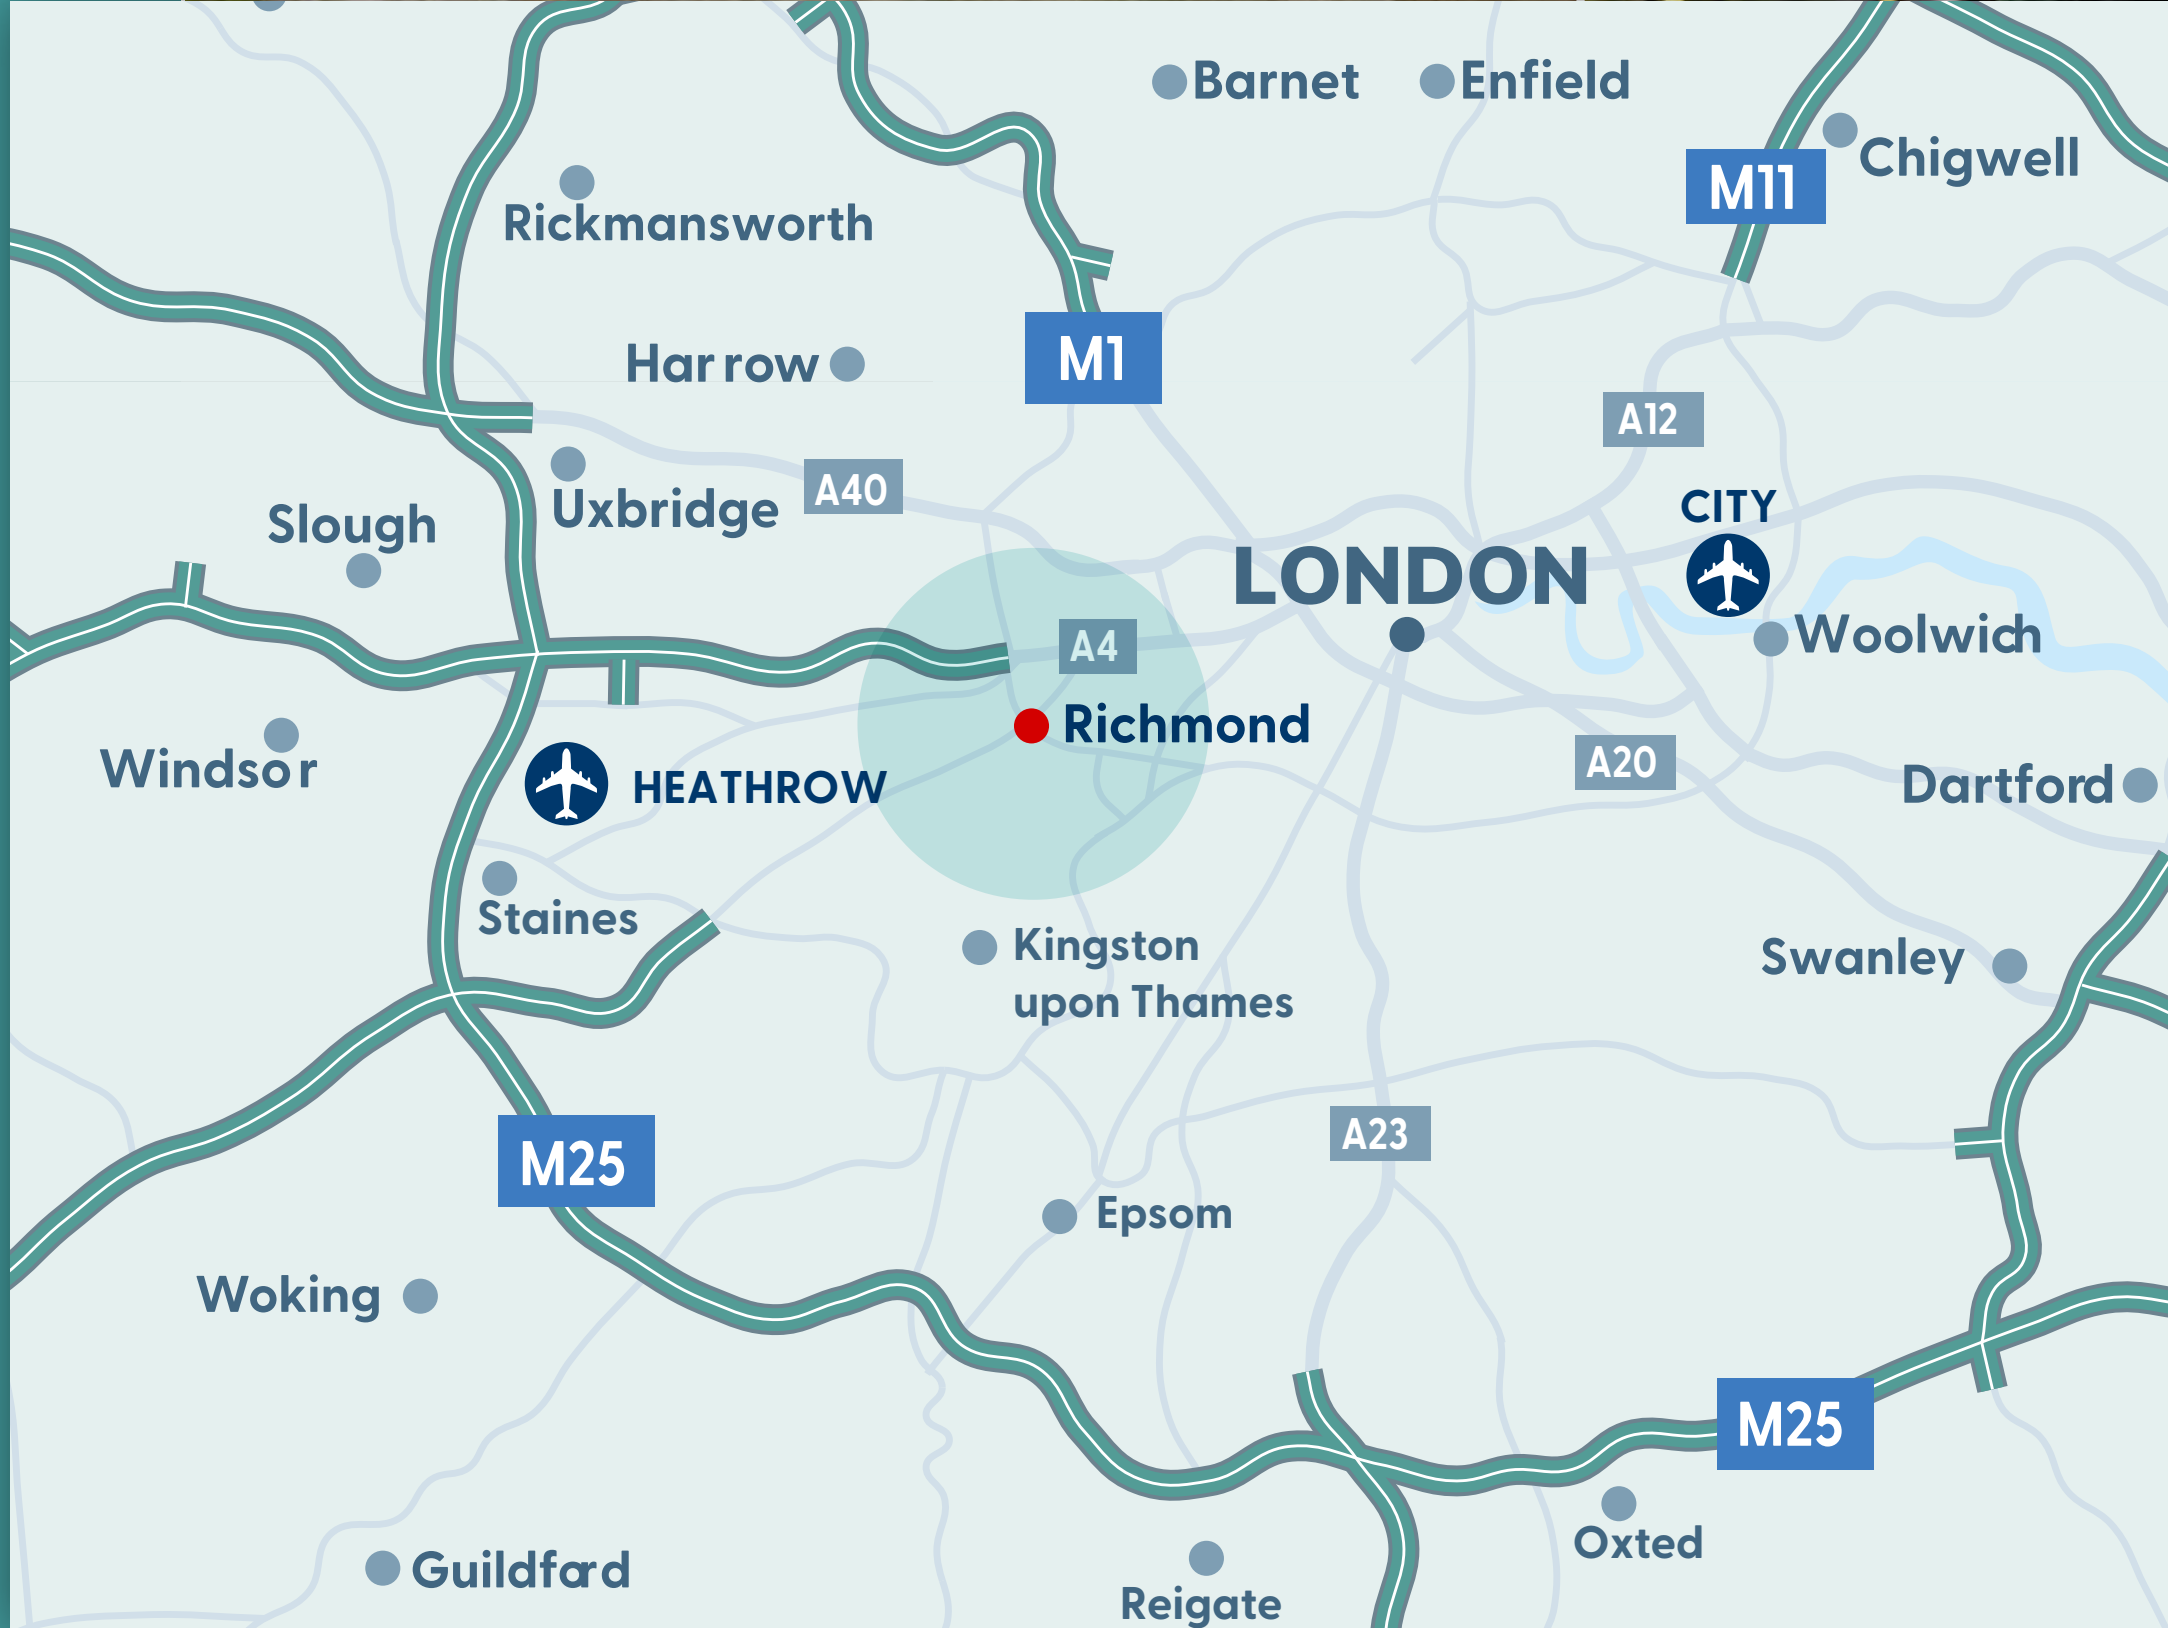 Barnet
Enfield
Chigwell
M11
Rickmansworth
Harrow
M1
A12
A40
Uxbridge
Slough
CITY
LONDON
A4
Woolwich
Richmond
Windsor
HEATHROW
A20
Dartford
Staines
Kingston
upon Thames
Swanley
A23
M25
Epsom
Woking
M25
Oxted
Guildford
Reigate